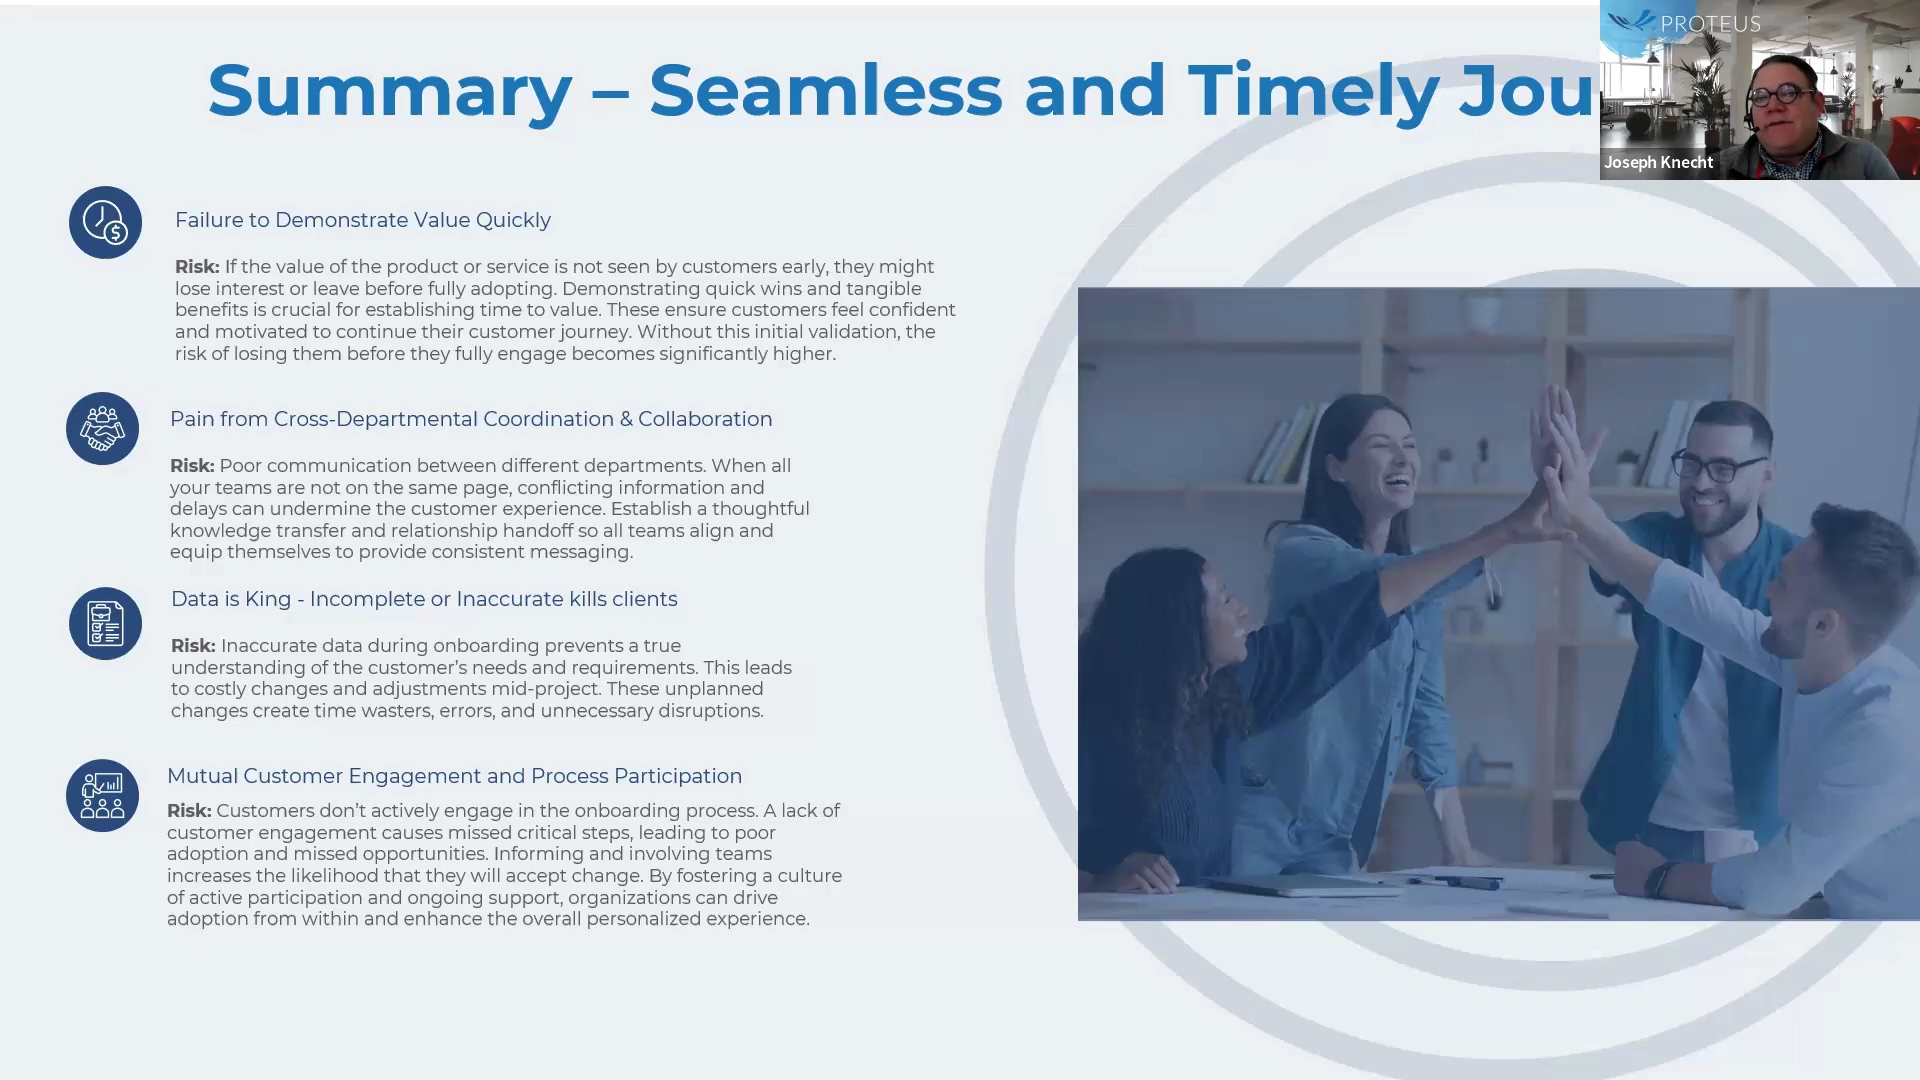 Summary – Seamless and Timely Jou
PROTEUS
Joseph Knecht
Failure to Demonstrate Value Quickly
Risk: If the value of the product or service is not seen by customers early, they might
lose interest or leave before fully adopting. Demonstrating quick wins and tangible
benefits is crucial for establishing time to value. These ensure customers feel confident
and motivated to continue their customer journey. Without this initial validation, the
risk of losing them before they fully engage becomes significantly higher.
Pain from Cross-Departmental Coordination & Collaboration
Risk: Poor communication between different departments. When all
your teams are not on the same page, conflicting information and
delays can undermine the customer experience. Establish a thoughtful
knowledge transfer and relationship handoff so all teams align and
equip themselves to provide consistent messaging.
Data is King - Incomplete or Inaccurate kills clients
Risk: Inaccurate data during onboarding prevents a true
understanding of the customer’s needs and requirements. This leads
to costly changes and adjustments mid-project. These unplanned
changes create time wasters, errors, and unnecessary disruptions.
Mutual Customer Engagement and Process Participation
Risk: Customers don’t actively engage in the onboarding process. A lack of
customer engagement causes missed critical steps, leading to poor
adoption and missed opportunities. Informing and involving teams
increases the likelihood that they will accept change. By fostering a culture
of active participation and ongoing support, organizations can drive
adoption from within and enhance the overall personalized experience.